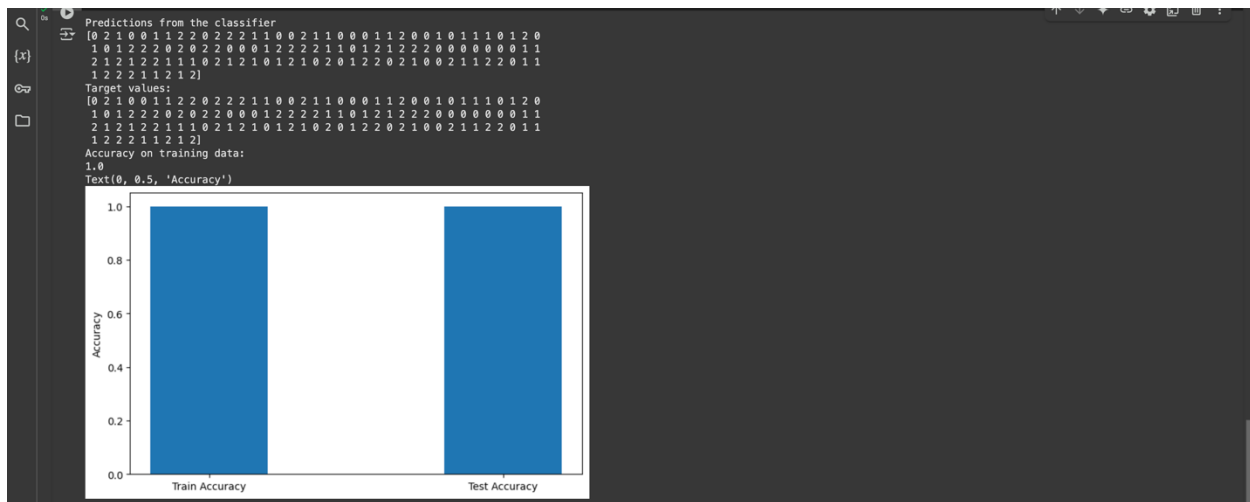 0s
Predictions from the classifier
[0 2 1 0 0 1 1 2 2 0 2 2 2 1 1 0 0 2 1 1 0 0 0 1 1 2 0 0 1 0 1 1 1 0 1 2 0
{x}
1 0 1 2 2 2 0 2 0 2 2 0 0 0 1 2 2 2 2 1 1 0 1 2 1 2 2 2 0 0 0 0 0 0 0 1 1
2 1 2 1 2 2 1 1 1 0 2 1 2 1 0 1 2 1 0 2 0 1 2 2 0 2 1 0 0 2 1 1 2 2 0 1 1
1 2 2 2 1 1 2 1 2]
Target values:
[0 2 1 0 0 1 1 2 2 0 2 2 2 1 1 0 0 2 1 1 0 0 0 1 1 2 0 0 1 0 1 1 1 0 1 2 0
1 0 1 2 2 2 0 2 0 2 2 0 0 0 1 2 2 2 2 1 1 0 1 2 1 2 2 2 0 0 0 0 0 0 0 1 1
2 1 2 1 2 2 1 1 1 0 2 1 2 1 0 1 2 1 0 2 0 1 2 2 0 2 1 0 0 2 1 1 2 2 0 1 1
1 2 2 2 1 1 2 1 2]
Accuracy on training data:
1.0
Text(0, 0.5, 'Accuracy')
1.0
0.8
0.6
Accuracy
0.4
0.2
0.0
Train Accuracy
Test Accuracy